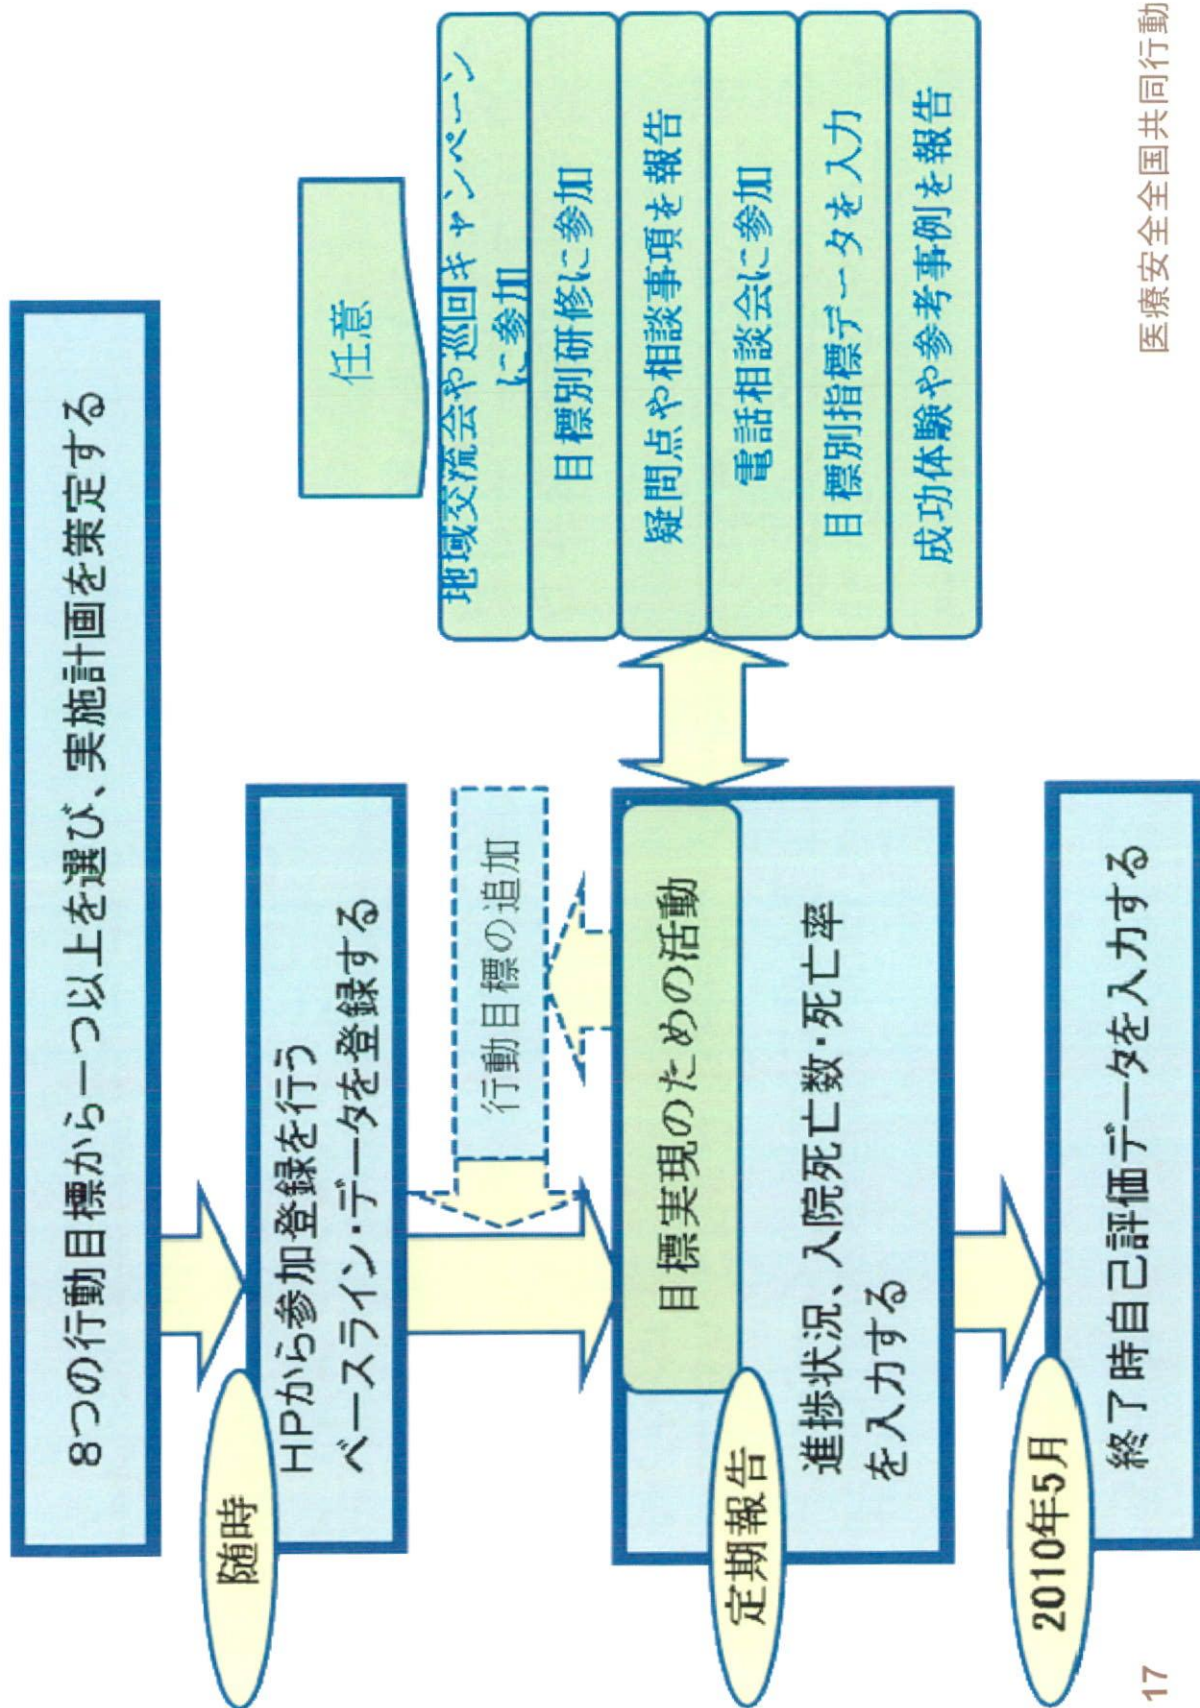 8つの行動目標から一つ以上を選び、実施計画を策定する
随時
HPから参加登録を行う
ベースライン・データを登録する
行動目標の追加
目標実現のための活動
定期報告
進捗状況、入院死亡数・死亡率
を入力する
2010年5月
終了時自己評価データを入力する
任意
地域交流会や巡回キャンペーン
に参加
目標別研修に参加
疑問点や相談事項を報告
電話相談会に参加
目標別指標データを入力
成功体験や参考事例を報告
17
医療安全全国共同行動